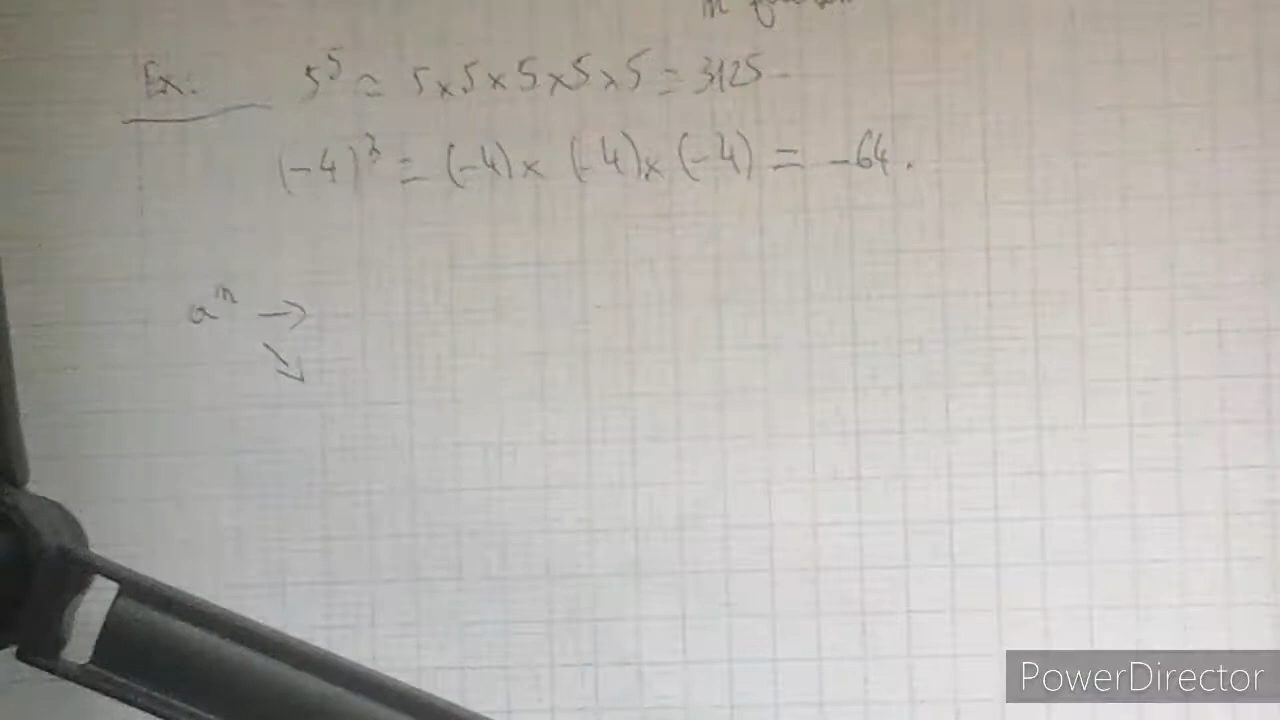 Ex: 5⁵ = 5 × 5 × 5 × 5 × 5 = 3125
(-4)³ = (-4) × (-4) × (-4) = -64.
aⁿ →
↘
PowerDirector